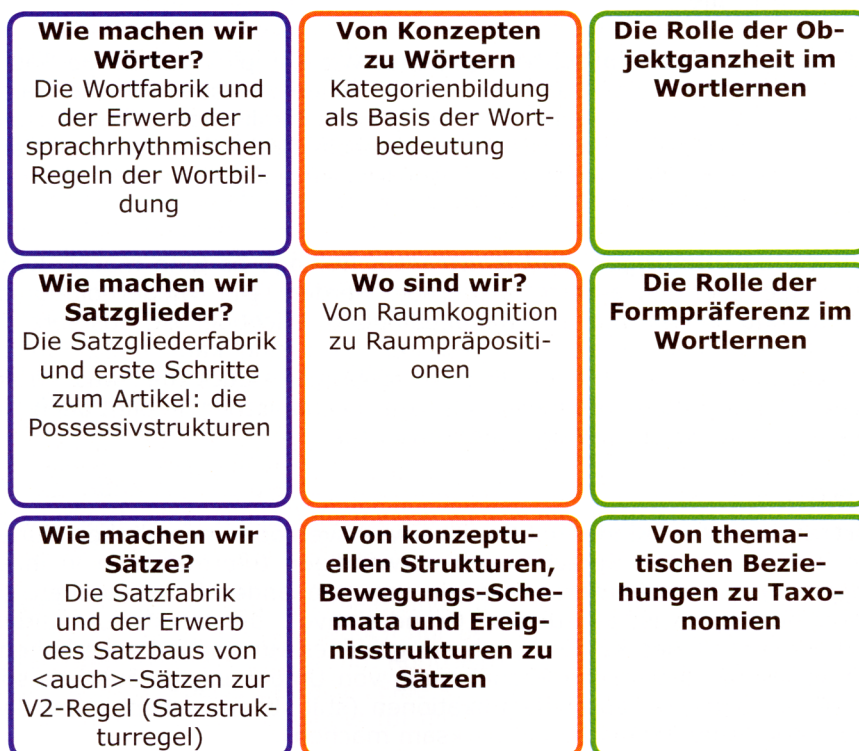 Wie machen wir
Wörter?
Die Wortfabrik und
der Erwerb der
sprachrhythmischen
Regeln der Wortbil-
dung
Von Konzepten
zu Wörtern
Kategorienbildung
als Basis der Wort-
bedeutung
Die Rolle der Ob-
jektganzheit im
Wortlernen
Wie machen wir
Satzglieder?
Die Satzgliederfabrik
und erste Schritte
zum Artikel: die
Possessivstrukturen
Wo sind wir?
Von Raumkognition
zu Raumpräpositi-
onen
Die Rolle der
Formpräferenz im
Wortlernen
Wie machen wir
Sätze?
Die Satzfabrik
und der Erwerb
des Satzbaus von
<auch>-Sätzen zur
V2-Regel (Satzstruk-
turregel)
Von konzeptu-
ellen Strukturen,
Bewegungs-Sche-
mata und Ereig-
nisstrukturen zu
Sätzen
Von thema-
tischen Bezie-
hungen zu Taxo-
nomien